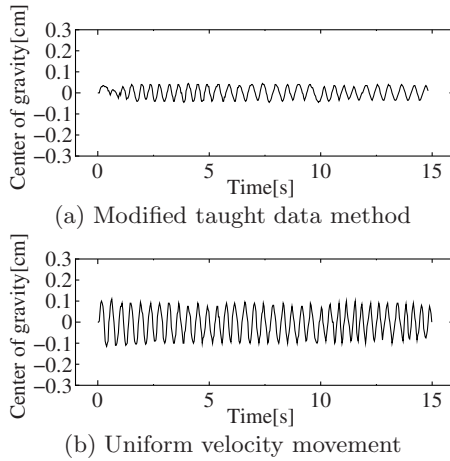 Center of gravity[cm]
0.3
0.2
0.1
0
−0.1
−0.2
−0.3
0 5 10 15
Time[s]
(a) Modified taught data method
Center of gravity[cm]
0.3
0.2
0.1
0
−0.1
−0.2
−0.3
0 5 10 15
Time[s]
(b) Uniform velocity movement